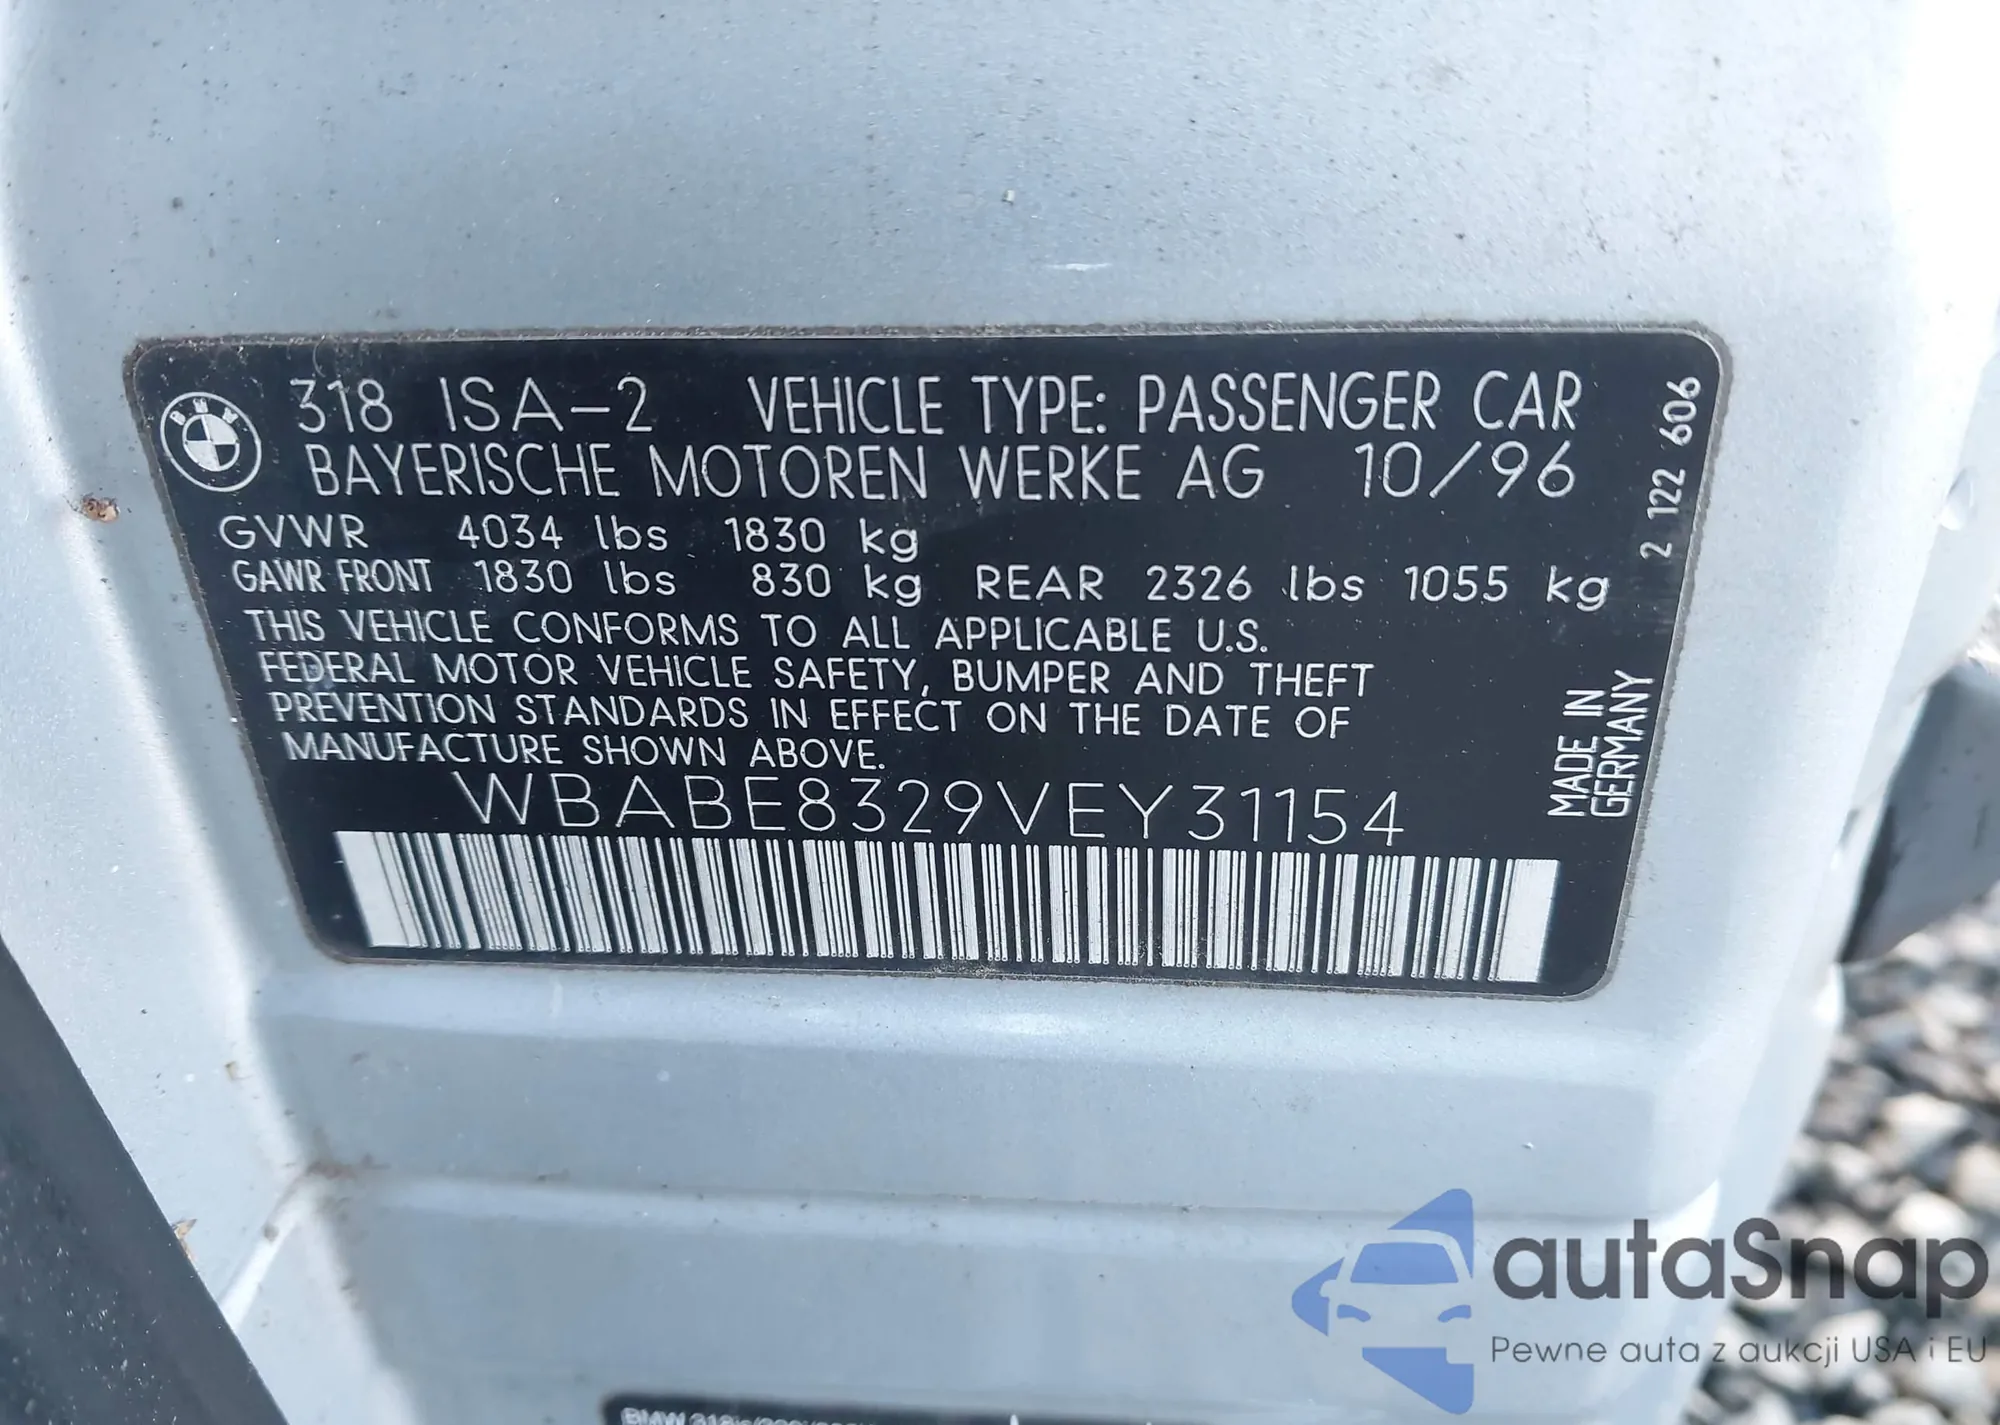 BMW
318 ISA-2 VEHICLE TYPE: PASSENGER CAR
BAYERISCHE MOTOREN WERKE AG 10/96
GVWR 4034 lbs 1830 kg
GAWR FRONT 1830 lbs 830 kg REAR 2326 lbs 1055 kg
THIS VEHICLE CONFORMS TO ALL APPLICABLE U.S.
FEDERAL MOTOR VEHICLE SAFETY, BUMPER AND THEFT
PREVENTION STANDARDS IN EFFECT ON THE DATE OF
MANUFACTURE SHOWN ABOVE.
WBABE8329VEY31154
2 122 606
MADE IN
GERMANY
autaSnap
Pewne auta z aukcji USA i EU
BMW